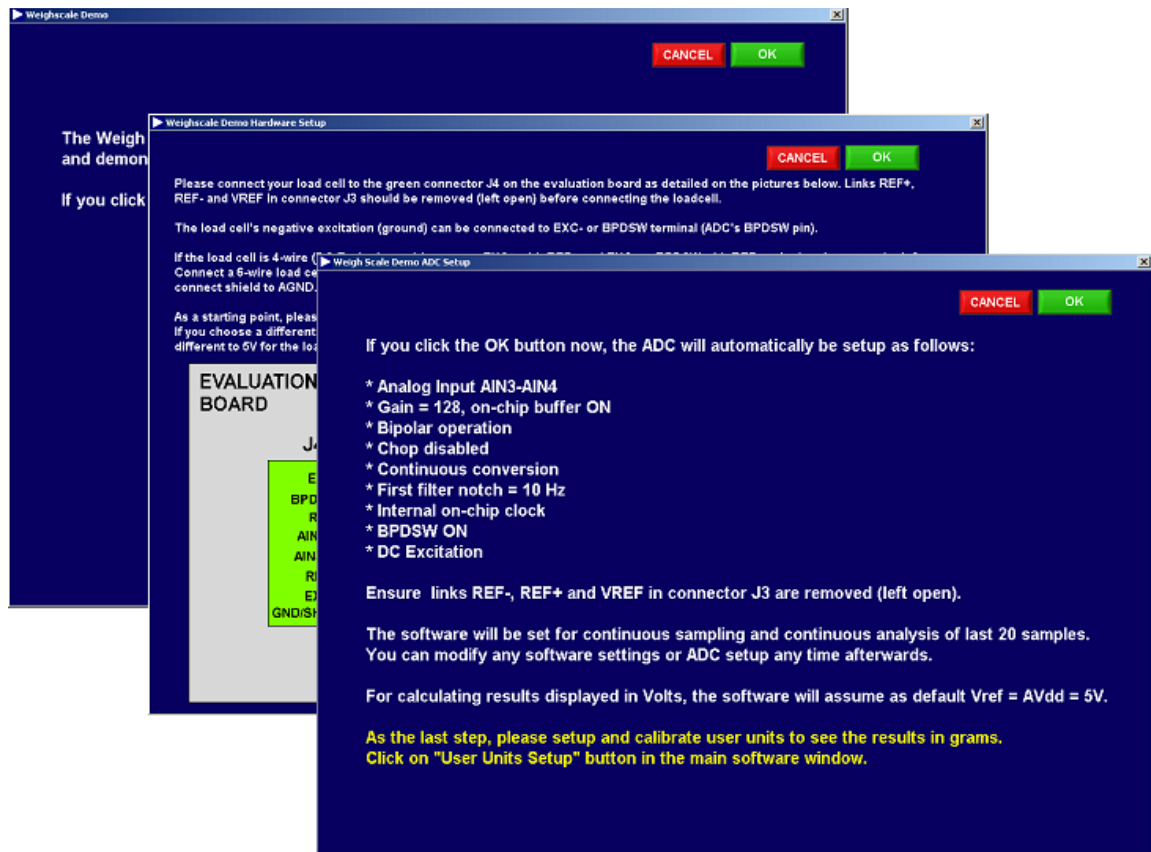 Weighscale Demo
CANCEL OK
The Weigh
and demon
If you click
Weighscale Demo Hardware Setup
CANCEL OK
Please connect your load cell to the green connector J4 on the evaluation board as detailed on the pictures below. Links REF+,
REF- and VREF in connector J3 should be removed (left open) before connecting the loadcell.
The load cell's negative excitation (ground) can be connected to EXC- or BPDSW terminal (ADC's BPDSW pin).
If the load cell is 4-wire
Connect a 6-wire load ce
connect shield to AGND.
As a starting point, pleas
If you choose a different
different to 5V for the loa
EVALUATION
BOARD
J4
E
BPD
R
AIN
AIN
RI
E
GND/SH
Weigh Scale Demo ADC Setup
CANCEL OK
If you click the OK button now, the ADC will automatically be setup as follows:
* Analog Input AIN3-AIN4
* Gain = 128, on-chip buffer ON
* Bipolar operation
* Chop disabled
* Continuous conversion
* First filter notch = 10 Hz
* Internal on-chip clock
* BPDSW ON
* DC Excitation
Ensure links REF-, REF+ and VREF in connector J3 are removed (left open).
The software will be set for continuous sampling and continuous analysis of last 20 samples.
You can modify any software settings or ADC setup any time afterwards.
For calculating results displayed in Volts, the software will assume as default Vref = AVdd = 5V.
As the last step, please setup and calibrate user units to see the results in grams.
Click on "User Units Setup" button in the main software window.